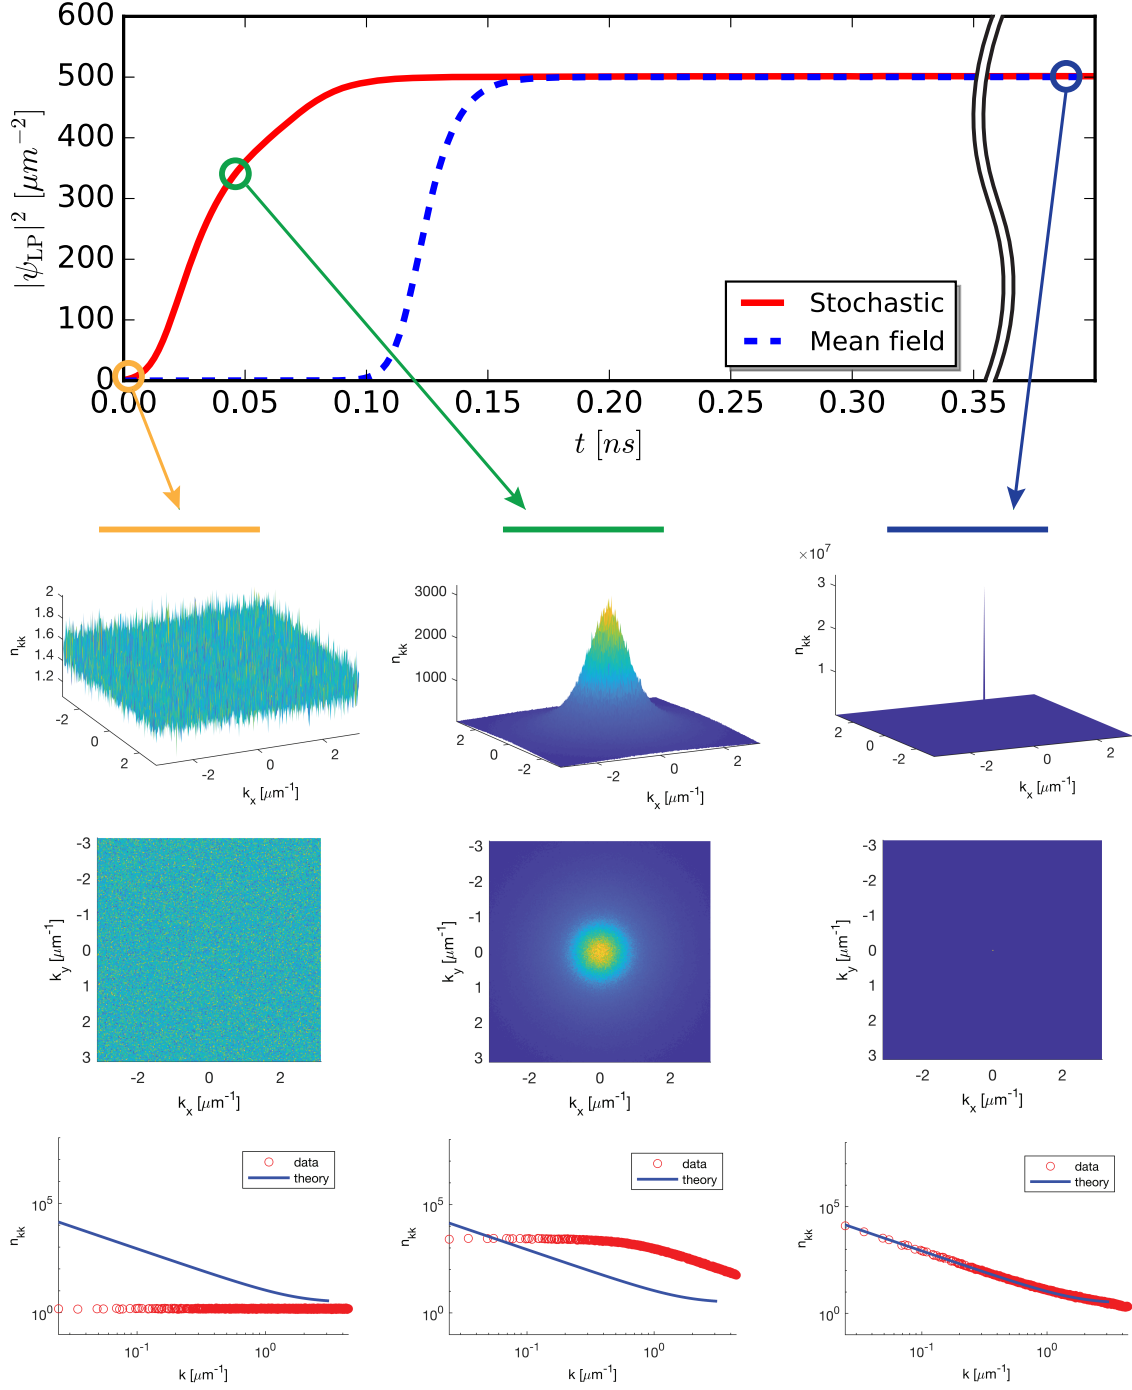 600
500
400
300
200
100
0
|ψ_LP|² [μm⁻²]
Stochastic
Mean field
0.00 0.05 0.10 0.15 0.20 0.25 0.30 0.35
t [ns]
2
1.8
1.6
1.4
1.2
n_kk
-2
0
2
-2
0
2
k_x [μm⁻¹]
3000
2000
1000
n_kk
2
0
-2
-2
0
2
k_x [μm⁻¹]
×10⁷
3
2
1
n_kk
2
0
-2
-2
0
2
k_x [μm⁻¹]
-3
-2
-1
0
1
2
3
k_y [μm⁻¹]
-2 0 2
k_x [μm⁻¹]
-3
-2
-1
0
1
2
3
k_y [μm⁻¹]
-2 0 2
k_x [μm⁻¹]
-3
-2
-1
0
1
2
3
k_y [μm⁻¹]
-2 0 2
k_x [μm⁻¹]
data
theory
10⁵
10⁰
n_kk
10⁻¹ 10⁰
k [μm⁻¹]
data
theory
10⁵
10⁰
n_kk
10⁻¹ 10⁰
k [μm⁻¹]
data
theory
10⁵
10⁰
n_kk
10⁻¹ 10⁰
k [μm⁻¹]